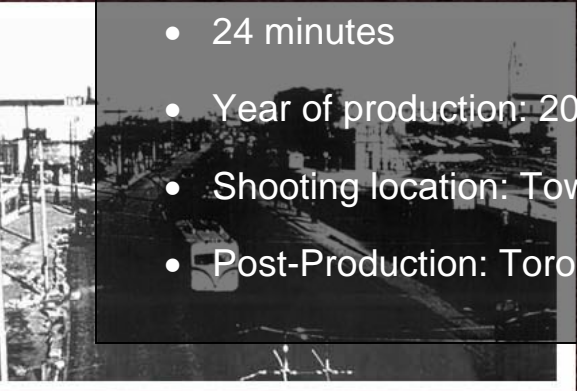 • 24 minutes
• Year of production: 20
• Shooting location: Tow
• Post-Production: Toro